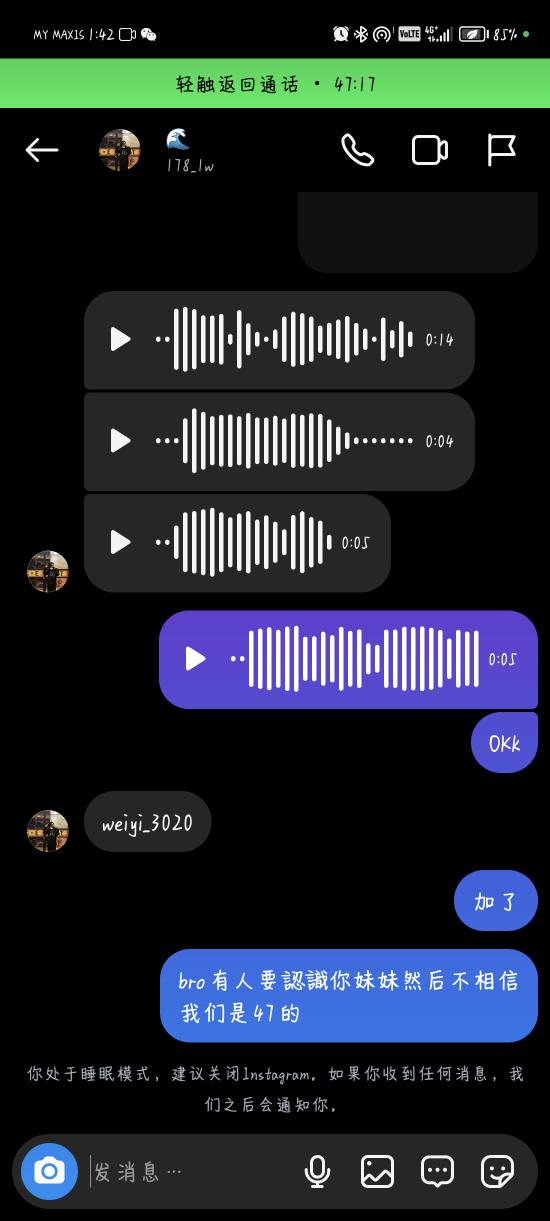 MY MAXIS 1:42
VoLTE 4G+ 85%
轻触返回通话 • 47:17
🌊
178_lw
0:14
0:04
0:05
0:05
OKk
weiyi_3020
加了
bro 有人要認識你妹妹然后不相信
我们是 47 的
你处于睡眠模式，建议关闭Instagram。如果你收到任何消息，我
们之后会通知你。
发消息…